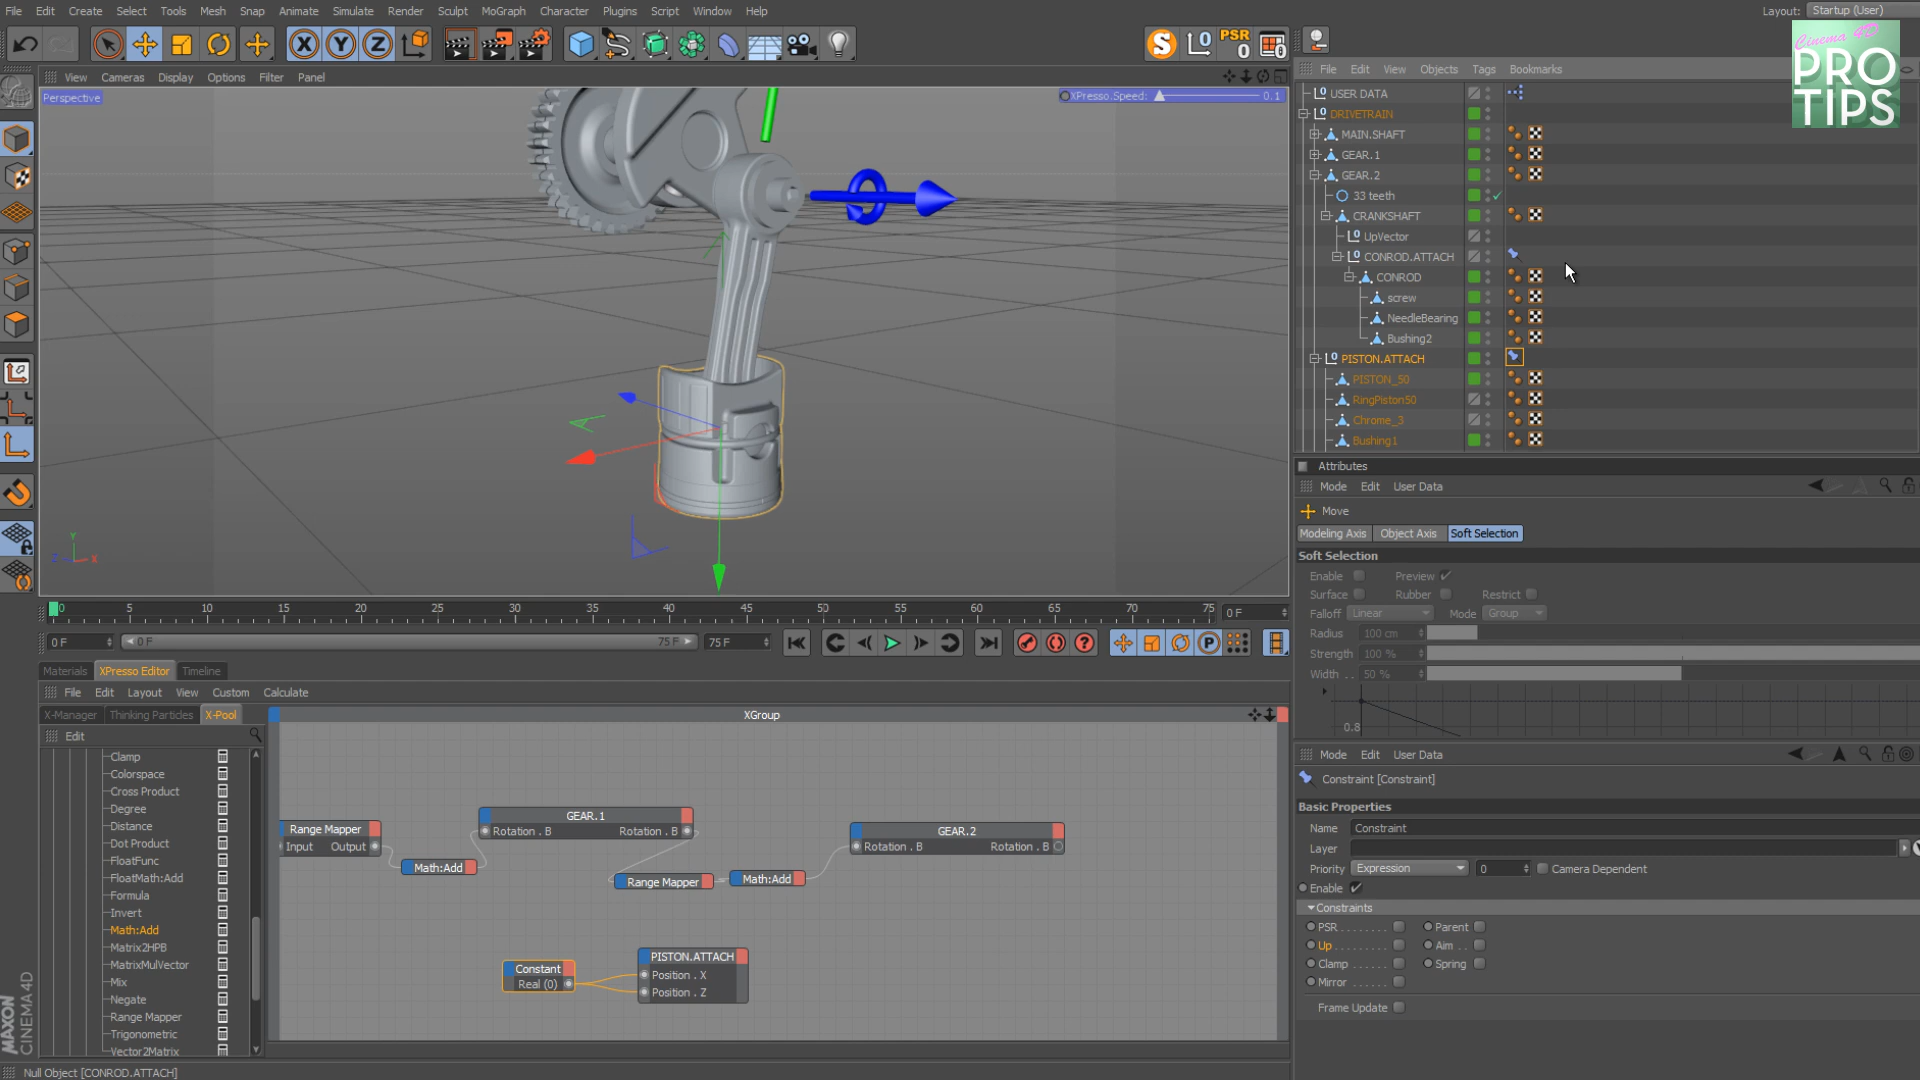 File Edit Create Select Tools Mesh Snap Animate Simulate Render Sculpt MoGraph Character Plugins Script Window Help
Layout: Startup (User)
X Y Z
S PSR 0
Cinema 4D
PRO
TIPS
View Cameras Display Options Filter Panel
Perspective
XPresso.Speed: 0.1
File Edit View Objects Tags Bookmarks
USER DATA
DRIVETRAIN
MAIN.SHAFT
GEAR.1
GEAR.2
33 teeth
CRANKSHAFT
UpVector
CONROD.ATTACH
CONROD
screw
NeedleBearing
Bushing2
PISTON.ATTACH
PISTON_50
RingPiston50
Chrome_3
Bushing1
Attributes
Mode Edit User Data
Move
Modeling Axis Object Axis Soft Selection
Soft Selection
Enable Preview
Surface Rubber Restrict
Falloff Linear Mode Group
Radius 100 cm
Strength 100 %
Width . . 50 %
0.8
Mode Edit User Data
Constraint [Constraint]
Basic Properties
Name Constraint
Layer
Priority Expression 0 Camera Dependent
Enable
Constraints
PSR . . . . . . . . Parent
Up . . . . . . . . . Aim . .
Clamp . . . . . . Spring
Mirror . . . . . .
Frame Update
0 5 10 15 20 25 30 35 40 45 50 55 60 65 70 75 0 F
0 F 0 F 75 F 75 F
P
Materials XPresso Editor Timeline
File Edit Layout View Custom Calculate
X-Manager Thinking Particles X-Pool
XGroup
Edit
Clamp
Colorspace
Cross Product
Degree
Distance
Dot Product
FloatFunc
FloatMath:Add
Formula
Invert
Math:Add
Matrix2HPB
MatrixMulVector
Mix
Negate
Range Mapper
Trigonometric
Vector2Matrix
Range Mapper
Input Output
Math:Add
GEAR.1
Rotation . B Rotation . B
Range Mapper
Math:Add
GEAR.2
Rotation . B Rotation . B
Constant
Real (0)
PISTON.ATTACH
Position . X
Position . Z
MAXON
CINEMA 4D
Null Object [CONROD.ATTACH]